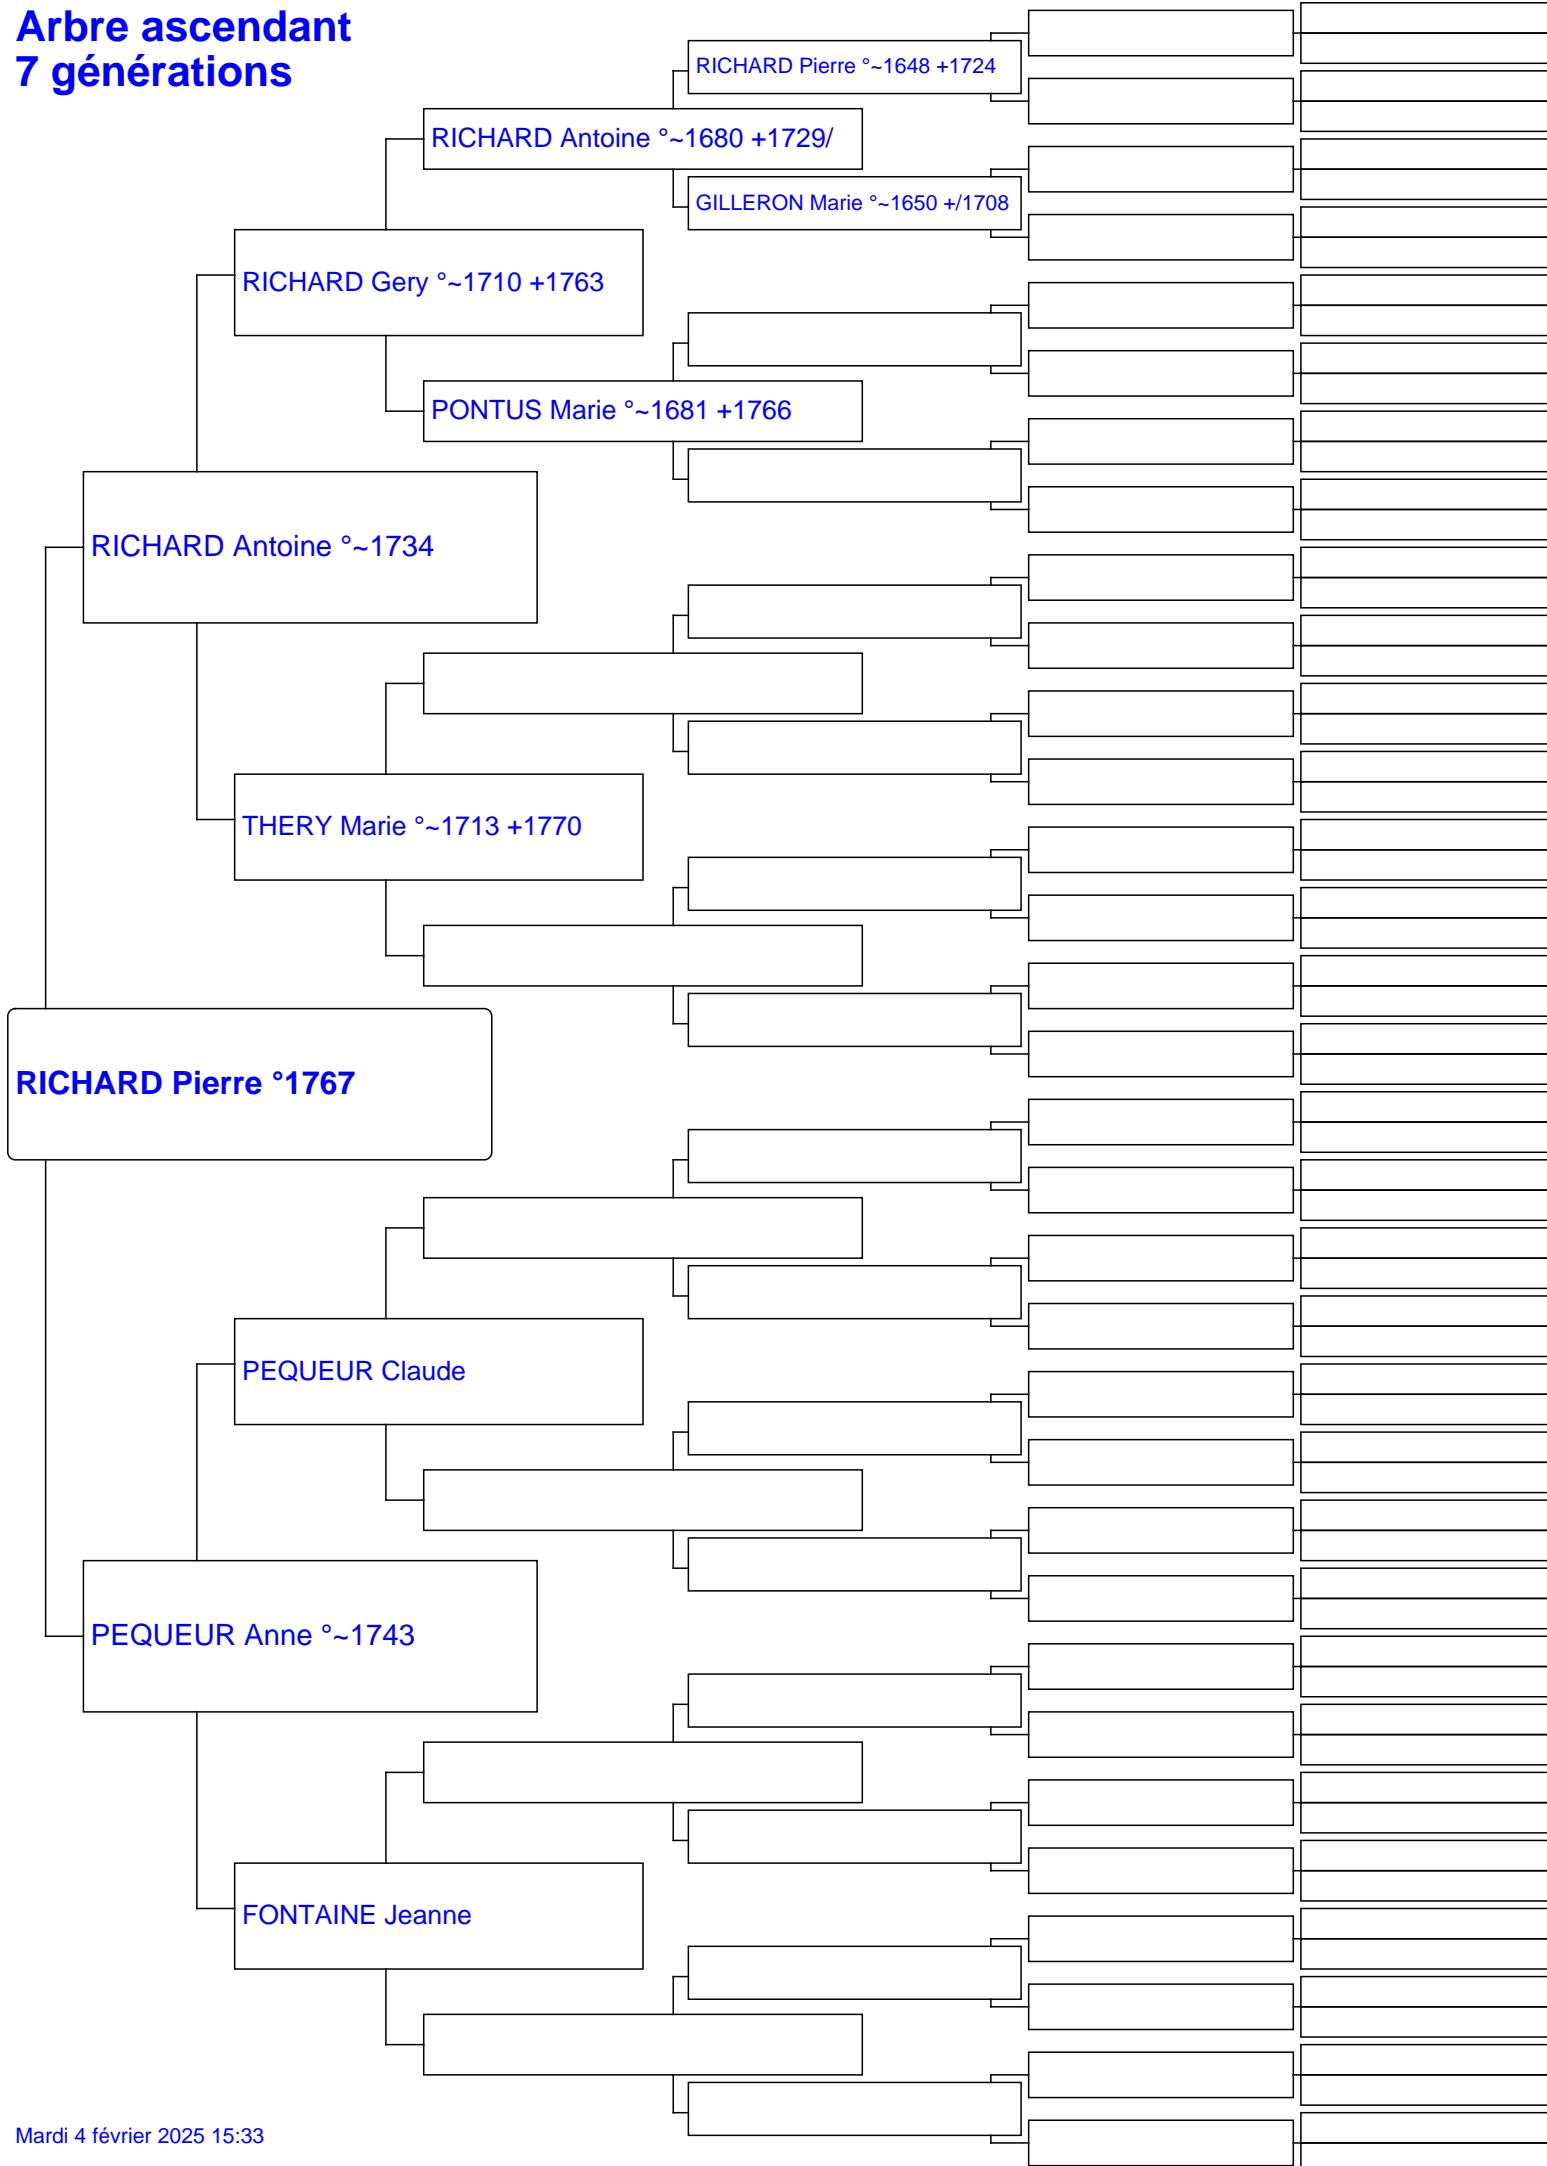 Arbre ascendant
7 générations
RICHARD Pierre °~1648 +1724
RICHARD Antoine °~1680 +1729/
GILLERON Marie °~1650 +/1708
RICHARD Gery °~1710 +1763
PONTUS Marie °~1681 +1766
RICHARD Antoine °~1734
THERY Marie °~1713 +1770
RICHARD Pierre °1767
PEQUEUR Claude
PEQUEUR Anne °~1743
FONTAINE Jeanne
Mardi 4 février 2025 15:33